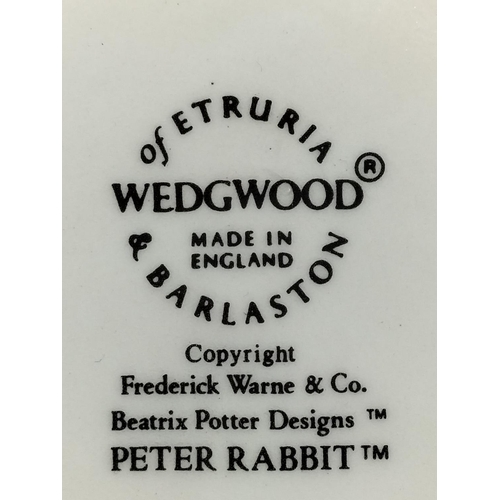 of ETRURIA
WEDGWOOD®
MADE IN
ENGLAND
& BARLASTON
Copyright
Frederick Warne & Co.
Beatrix Potter Designs ™
PETER RABBIT™